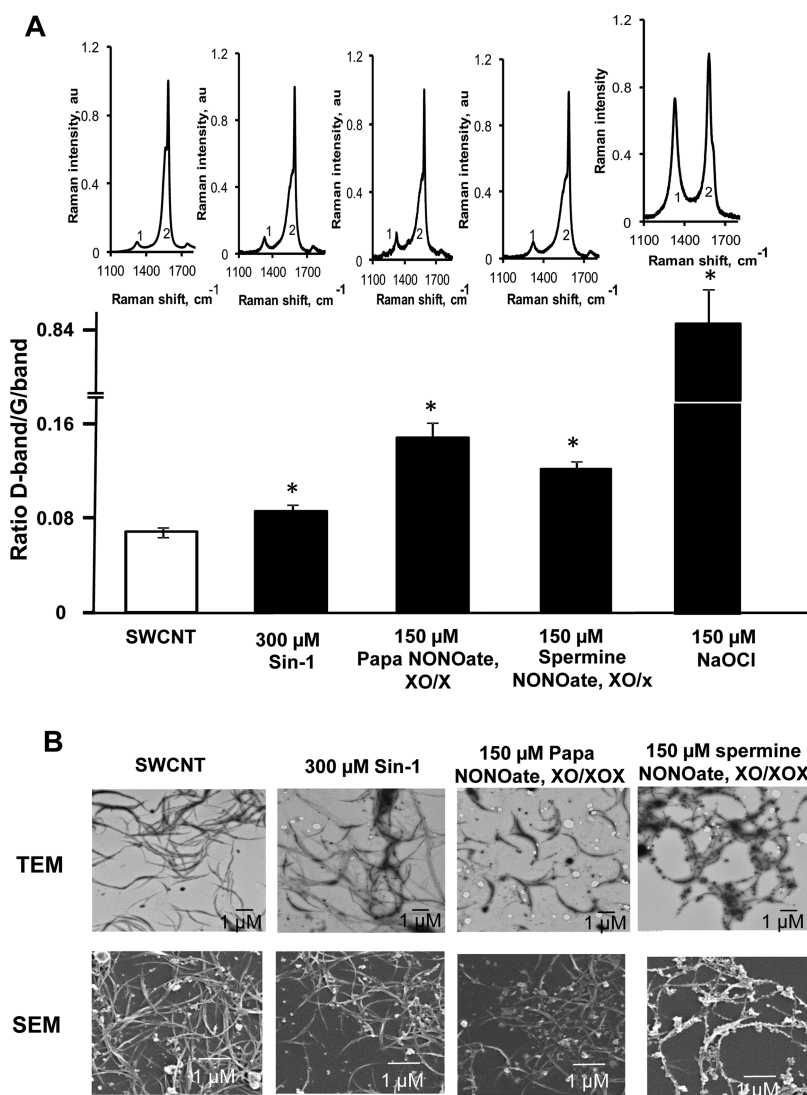 A
1.2
0.8
0.4
0
Raman intensity, au
1
2
1100 1400 1700
Raman shift, cm-1
1.2
0.8
0.4
0
Raman intensity, au
1
2
1100 1400 1700
Raman shift, cm-1
1.2
0.8
0.4
0
Raman intensity, au
1
2
1100 1400 1700
Raman shift, cm-1
1.2
0.8
0.4
0
Raman intensity, au
1
2
1100 1400 1700
Raman shift, cm-1
1.2
0.8
0.4
0
Raman intensity
1
2
1100 1400 1700
Raman shift, cm-1
Ratio D-band/G/band
0.84
0.16
0.08
0
*
*
*
*
SWCNT
300 µM
Sin-1
150 µM
Papa NONOate,
XO/X
150 µM
Spermine
NONOate, XO/x
150 µM
NaOCl
B
SWCNT
300 µM Sin-1
150 µM Papa
NONOate, XO/XOX
150 µM spermine
NONOate, XO/XOX
TEM
1 µM
1 µM
1 µM
1 µM
SEM
1 µM
1 µM
1 µM
1 µM